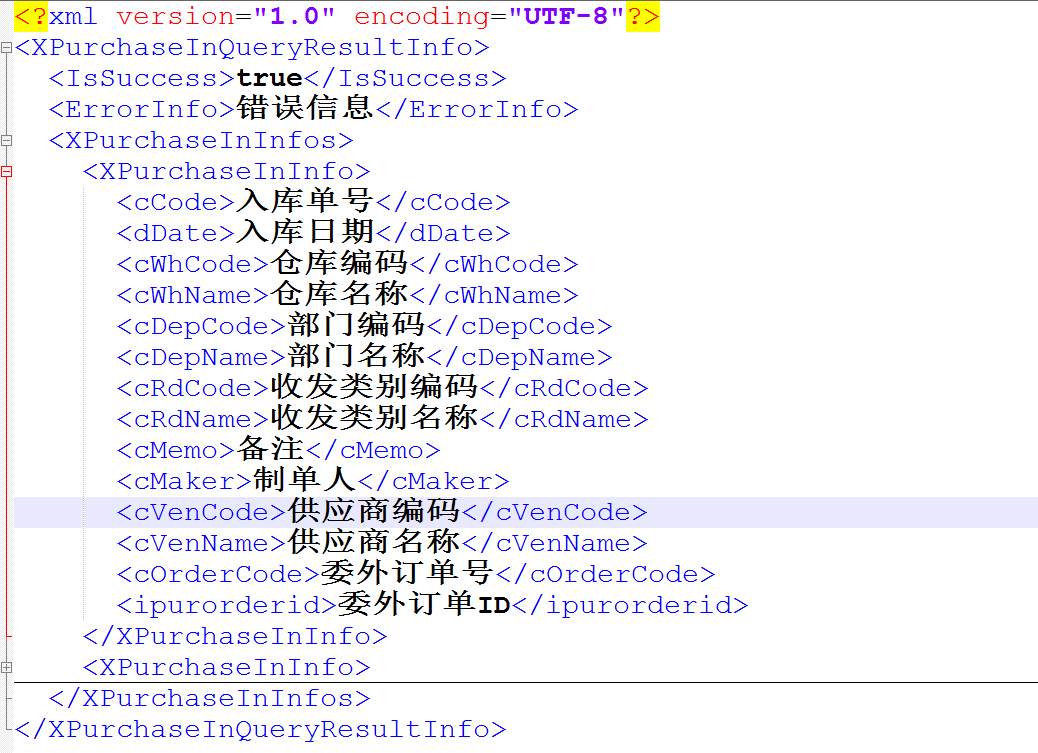 <?xml version="1.0" encoding="UTF-8"?>
<XPurchaseInQueryResultInfo>
<IsSuccess>true</IsSuccess>
<ErrorInfo>错误信息</ErrorInfo>
<XPurchaseInInfos>
<XPurchaseInInfo>
<cCode>入库单号</cCode>
<dDate>入库日期</dDate>
<cWhCode>仓库编码</cWhCode>
<cWhName>仓库名称</cWhName>
<cDepCode>部门编码</cDepCode>
<cDepName>部门名称</cDepName>
<cRdCode>收发类别编码</cRdCode>
<cRdName>收发类别名称</cRdName>
<cMemo>备注</cMemo>
<cMaker>制单人</cMaker>
<cVenCode>供应商编码</cVenCode>
<cVenName>供应商名称</cVenName>
<cOrderCode>委外订单号</cOrderCode>
<ipurorderid>委外订单ID</ipurorderid>
</XPurchaseInInfo>
<XPurchaseInInfo>
</XPurchaseInInfos>
</XPurchaseInQueryResultInfo>